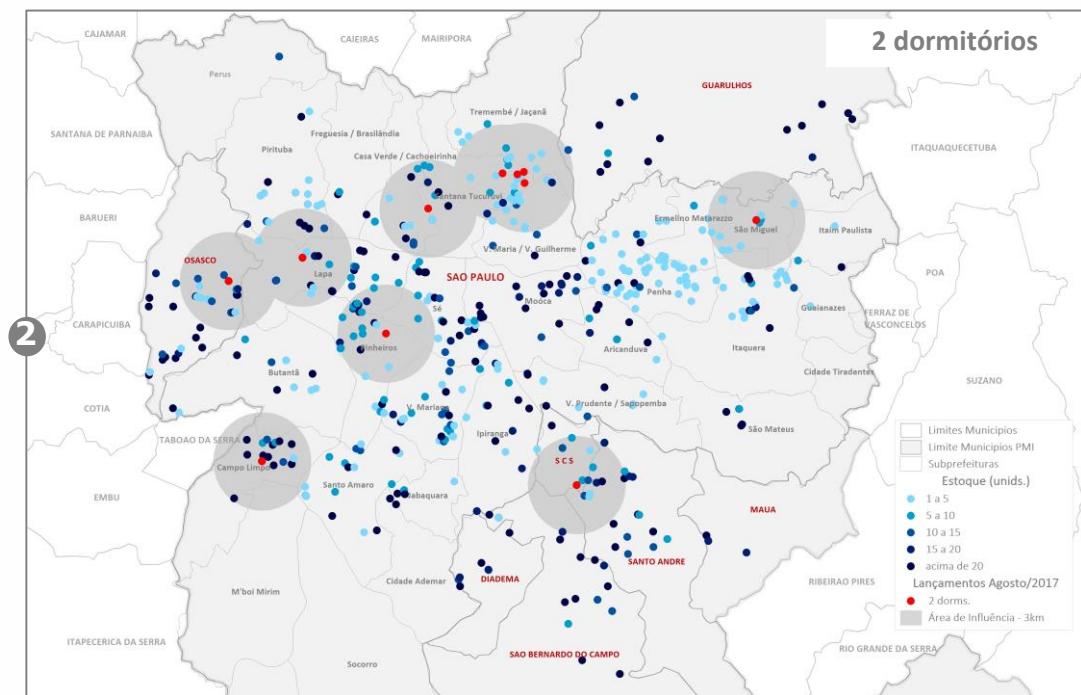 2 dormitórios
CAJAMAR
CAIEIRAS
MAIRIPORA
Perus
GUARULHOS
SANTANA DE PARNAIBA
Tremembé / Jaçanã
Freguesia / Brasilândia
Pirituba
Casa Verde / Cachoeirinha
ITAQUAQUECETUBA
Santana Tucuruvi
BARUERI
Ermelino Matarazzo
São Miguel
Itaim Paulista
V. Maria / V. Guilherme
OSASCO
Lapa
SAO PAULO
POA
Penha
Moóca
Sé
Guaianazes
FERRAZ DE
VASCONCELOS
CARAPICUIBA
2
Pinheiros
Aricanduva
Itaquera
Butantã
Cidade Tiradentes
SUZANO
COTIA
V. Mariana
V. Prudente / Sapopemba
São Mateus
Ipiranga
TABOAO DA SERRA
S C S
Campo Limpo
Santo Amaro
Jabaquara
EMBU
MAUA
SANTO ANDRE
Cidade Ademar
DIADEMA
M'boi Mirim
RIBEIRAO PIRES
ITAPECERICA DA SERRA
Socorro
SAO BERNARDO DO CAMPO
RIO GRANDE DA SERRA
Limites Municipios
Limite Municipios PMI
Subprefeituras
Estoque (unids.)
1 a 5
5 a 10
10 a 15
15 a 20
acima de 20
Lançamentos Agosto/2017
2 dorms.
Área de Influência - 3km